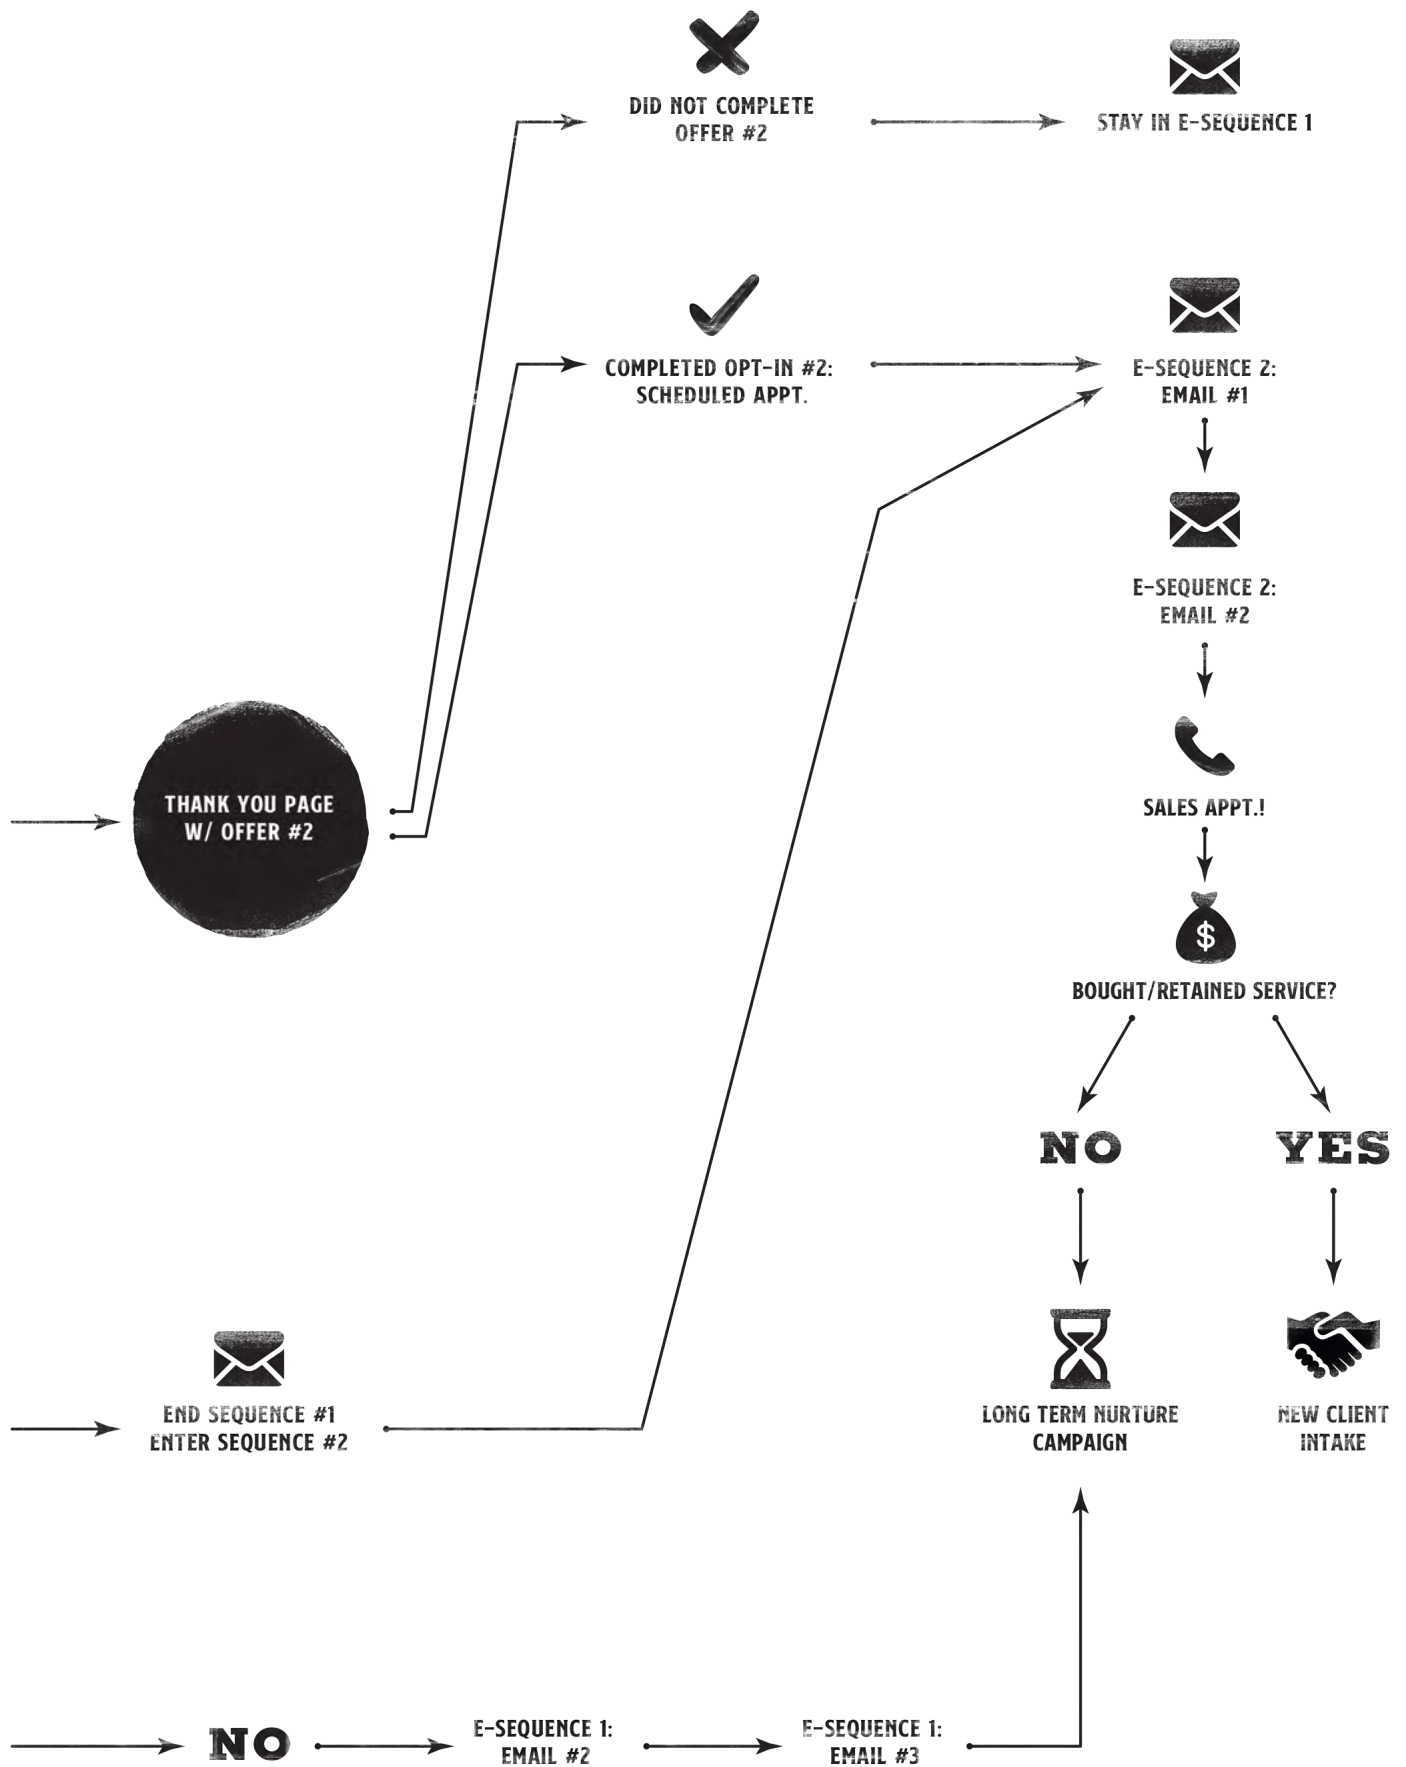 DID NOT COMPLETE
OFFER #2
STAY IN E-SEQUENCE 1
COMPLETED OPT-IN #2:
SCHEDULED APPT.
E-SEQUENCE 2:
EMAIL #1
E-SEQUENCE 2:
EMAIL #2
THANK YOU PAGE
W/ OFFER #2
SALES APPT.!
$
BOUGHT/RETAINED SERVICE?
NO
YES
END SEQUENCE #1
ENTER SEQUENCE #2
LONG TERM NURTURE
CAMPAIGN
NEW CLIENT
INTAKE
NO
E-SEQUENCE 1:
EMAIL #2
E-SEQUENCE 1:
EMAIL #3